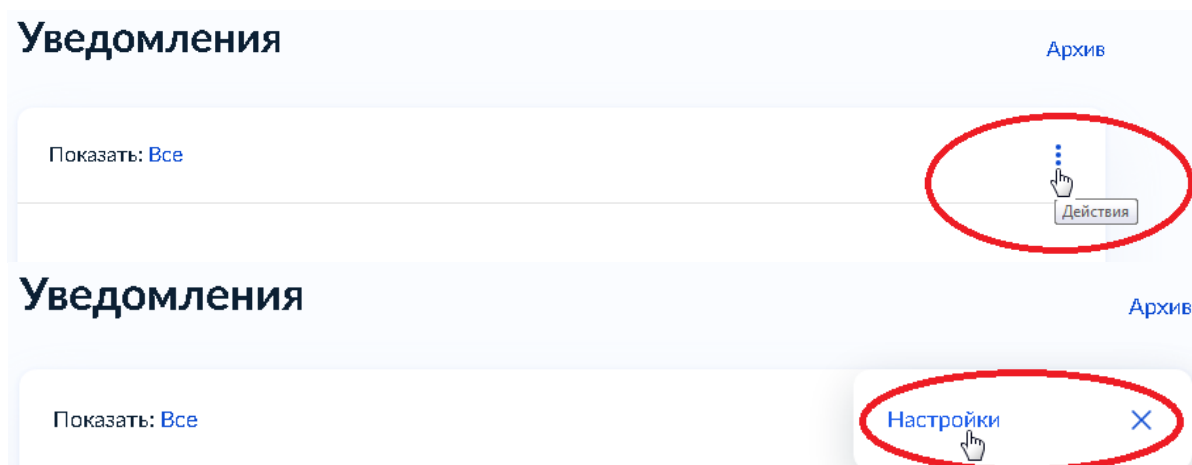 Уведомления
Архив
Показать: Все
Действия
Уведомления
Архив
Показать: Все
Настройки